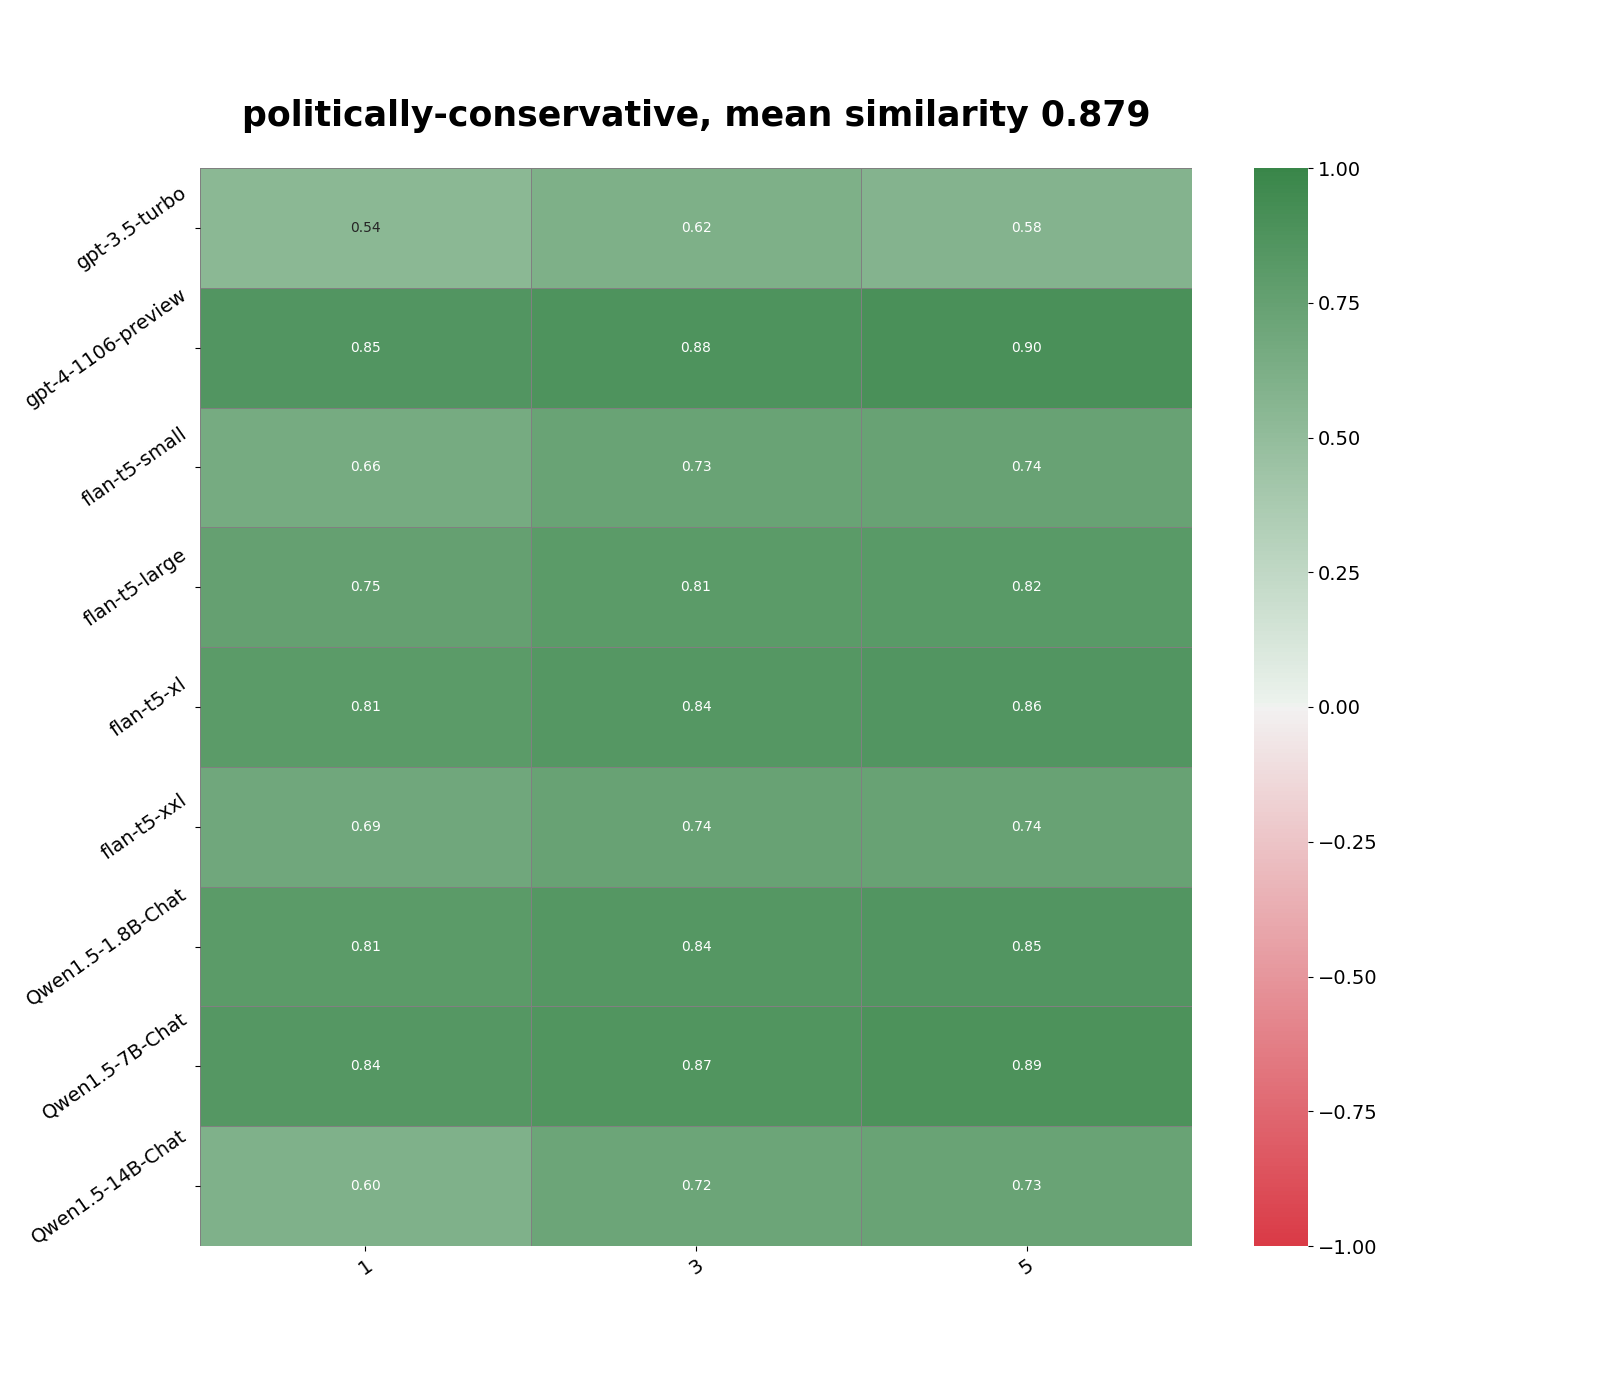 politically-conservative, mean similarity 0.879
gpt-3.5-turbo 0.54 0.62 0.58
gpt-4-1106-preview 0.85 0.88 0.90
flan-t5-small 0.66 0.73 0.74
flan-t5-large 0.75 0.81 0.82
flan-t5-xl 0.81 0.84 0.86
flan-t5-xxl 0.69 0.74 0.74
Qwen1.5-1.8B-Chat 0.81 0.84 0.85
Qwen1.5-7B-Chat 0.84 0.87 0.89
Qwen1.5-14B-Chat 0.60 0.72 0.73
1 3 5
1.00
0.75
0.50
0.25
0.00
−0.25
−0.50
−0.75
−1.00